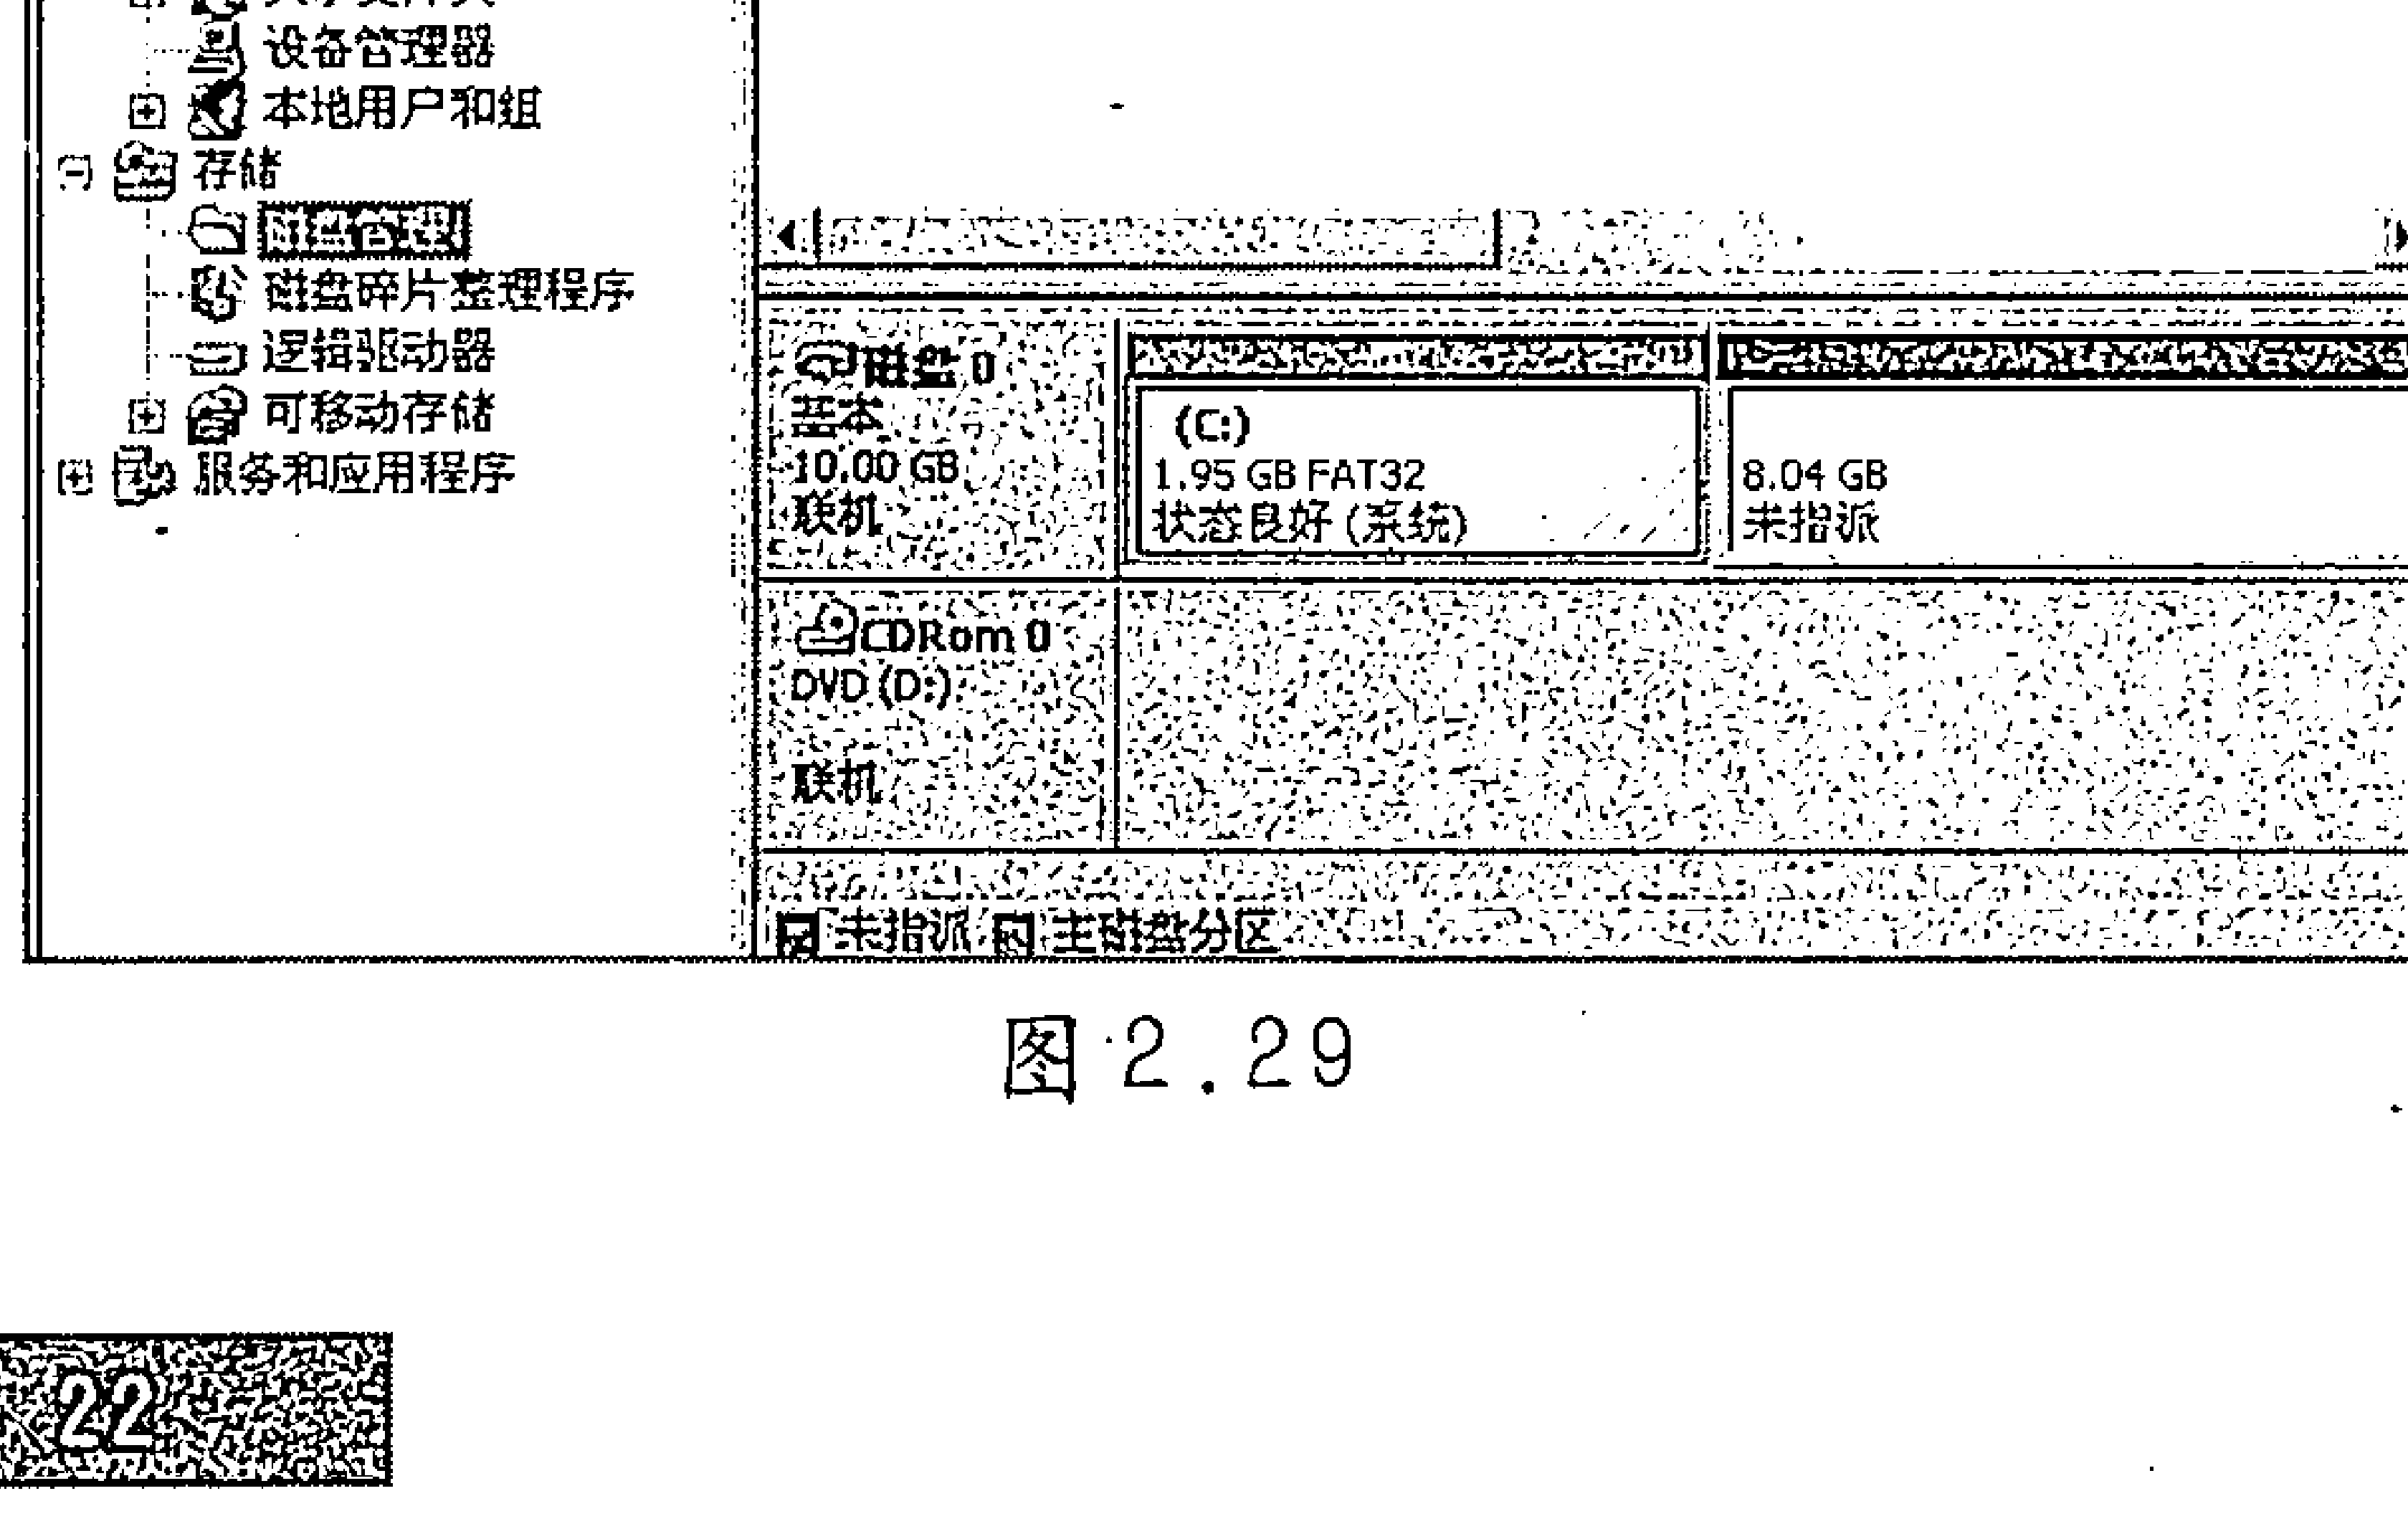 设备管理器
本地用户和组
存储
磁盘管理
磁盘碎片整理程序
逻辑驱动器
可移动存储
服务和应用程序
磁盘 0
基本
10.00 GB
联机
(C:)
1.95 GB FAT32
状态良好 (系统)
8.04 GB
未指派
CDRom 0
DVD (D:)
联机
未指派 主磁盘分区
图 2.29
22